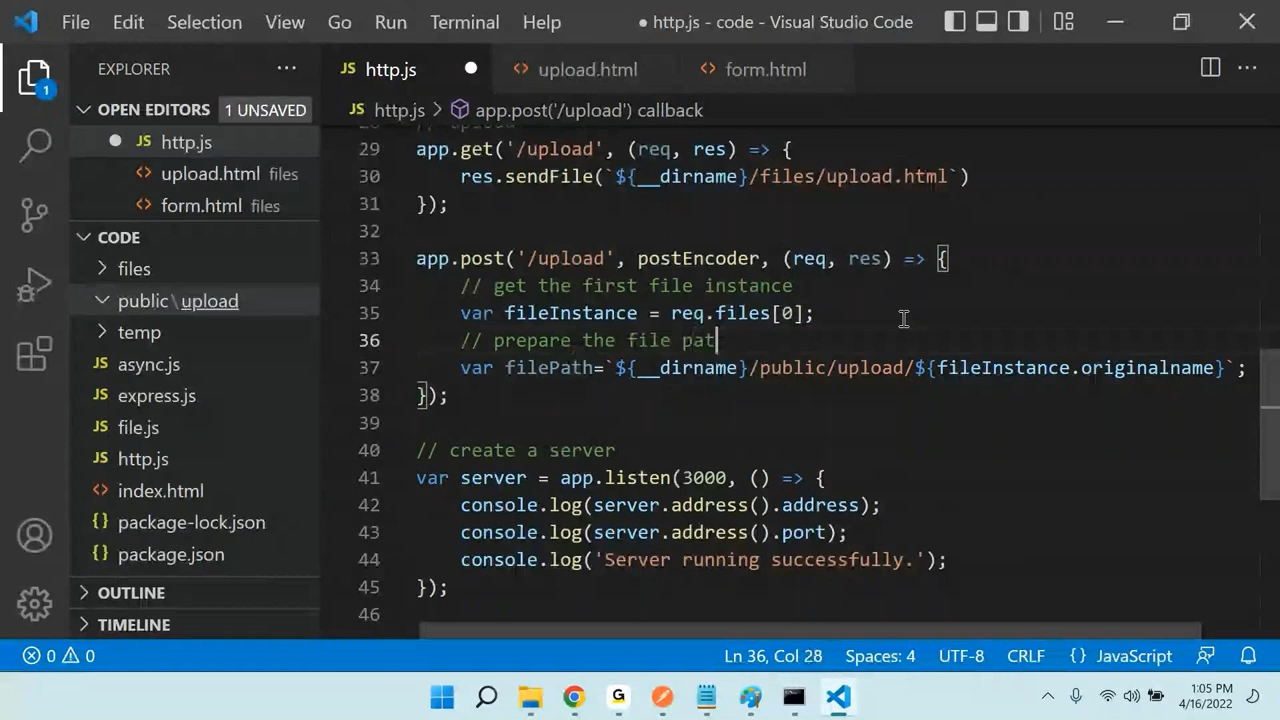 File Edit Selection View Go Run Terminal Help ● http.js - code - Visual Studio Code
EXPLORER ···
JS http.js ●
<> upload.html
<> form.html
OPEN EDITORS 1 UNSAVED
● JS http.js
<> upload.html files
<> form.html files
CODE
files
public\upload
temp
JS async.js
JS express.js
JS file.js
JS http.js
<> index.html
{} package-lock.json
{} package.json
OUTLINE
TIMELINE
1
JS http.js > app.post('/upload') callback
29 app.get('/upload', (req, res) => {
30 res.sendFile(`${__dirname}/files/upload.html`)
31 });
32
33 app.post('/upload', postEncoder, (req, res) => {
34 // get the first file instance
35 var fileInstance = req.files[0];
36 // prepare the file pat
37 var filePath=`${__dirname}/public/upload/${fileInstance.originalname}`;
38 });
39
40 // create a server
41 var server = app.listen(3000, () => {
42 console.log(server.address().address);
43 console.log(server.address().port);
44 console.log('Server running successfully.');
45 });
46
0 0 Ln 36, Col 28 Spaces: 4 UTF-8 CRLF {} JavaScript
G
1:05 PM
4/16/2022